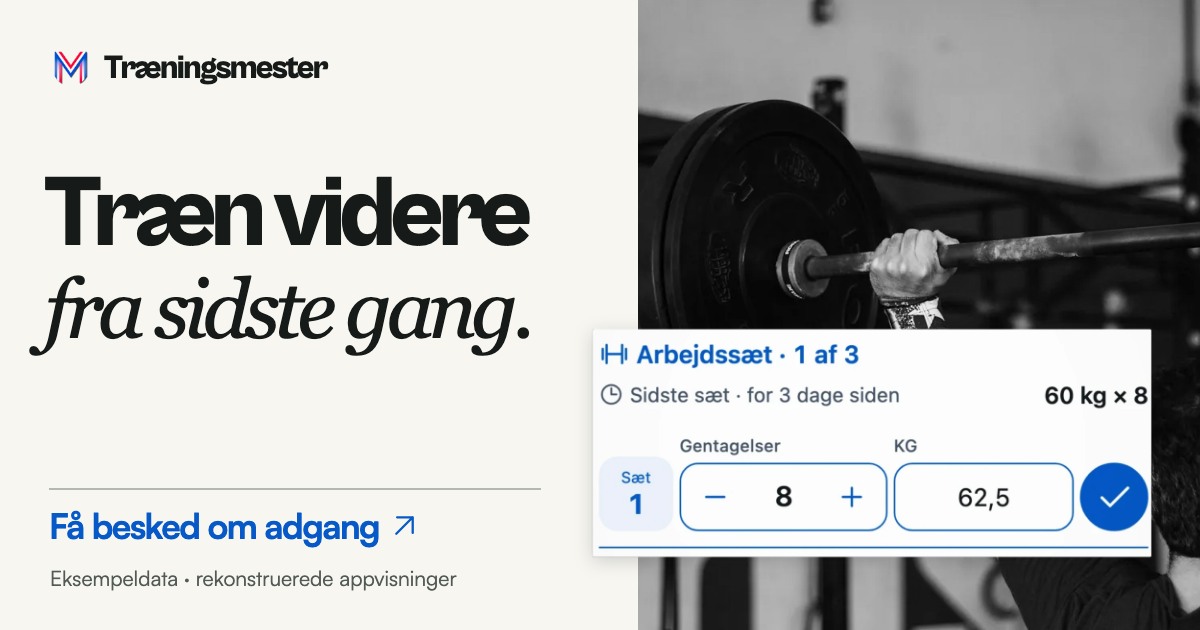 Træningsmester
Træn videre
fra sidste gang.
Få besked om adgang
Eksempeldata · rekonstruerede appvisninger
Arbejdssæt · 1 af 3
Sidste sæt · for 3 dage siden
60 kg × 8
Gentagelser
KG
Sæt
1
− 8 +
62,5